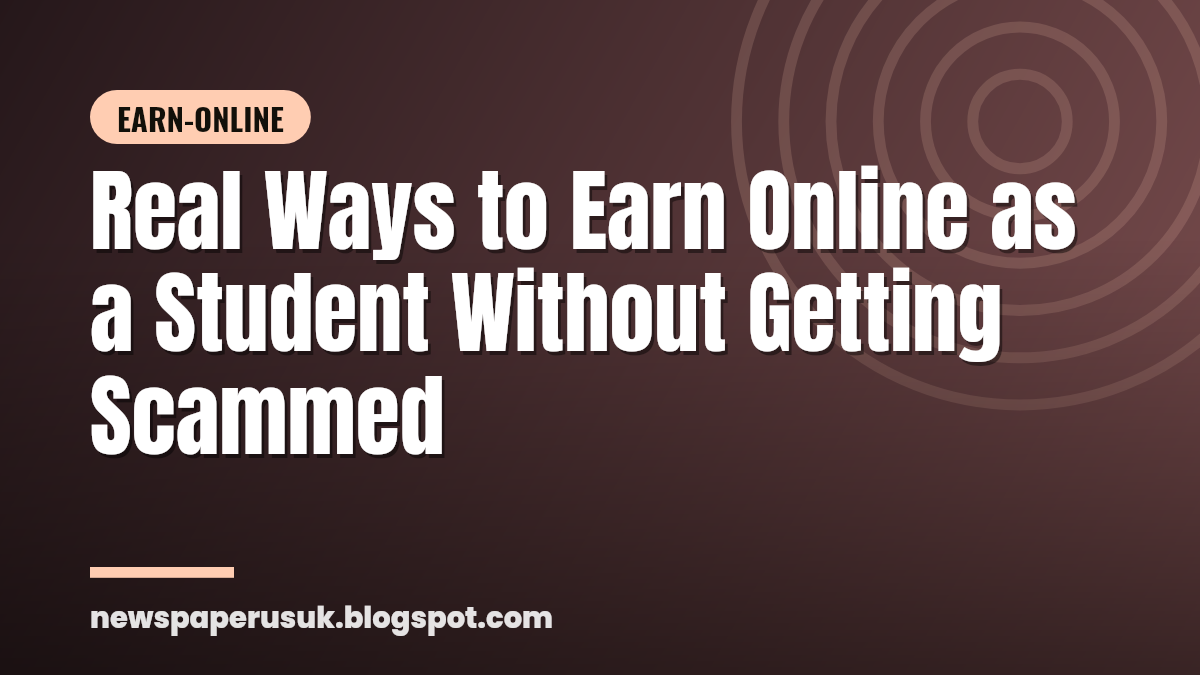 EARN-ONLINE
Real Ways to Earn Online as
a Student Without Getting
Scammed
newspaperusuk.blogspot.com